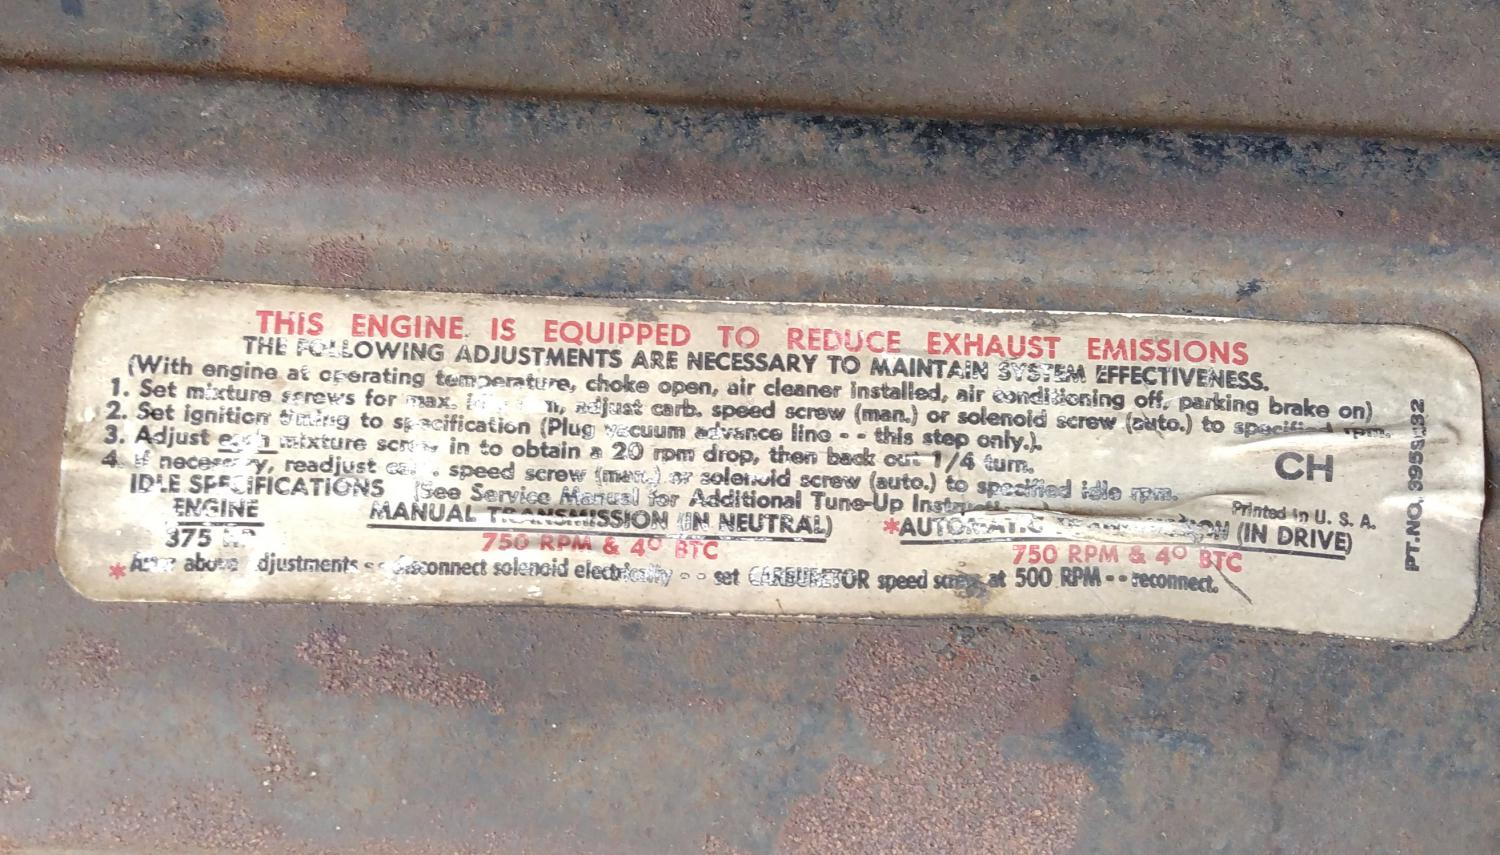 THIS ENGINE IS EQUIPPED TO REDUCE EXHAUST EMISSIONS
THE FOLLOWING ADJUSTMENTS ARE NECESSARY TO MAINTAIN SYSTEM EFFECTIVENESS.
(With engine at operating temperature, choke open, air cleaner installed, air conditioning off, parking brake on)
1. Set mixture screws for max. adjust carb. speed screw (man.) or solenoid screw (auto.) to specified rpm.
2. Set ignition timing to specification (Plug vacuum advance line - - this step only.).
3. Adjust each mixture screw in to obtain a 20 rpm drop, then back out 1/4 turn.
4. If necessary, readjust speed screw (man.) or solenoid screw (auto.) to specified idle rpm.
IDLE SPECIFICATIONS (See Service Manual for Additional Tune-Up
CH
Printed in U. S. A.
PT.NO.
ENGINE MANUAL TRANSMISSION (IN NEUTRAL) *AUTOMATIC TRANSMISSION (IN DRIVE)
375 750 RPM & 4° BTC 750 RPM & 4° BTC
* After above adjustments - - disconnect solenoid electrically - - set CARBURETOR speed screw at 500 RPM - - reconnect.